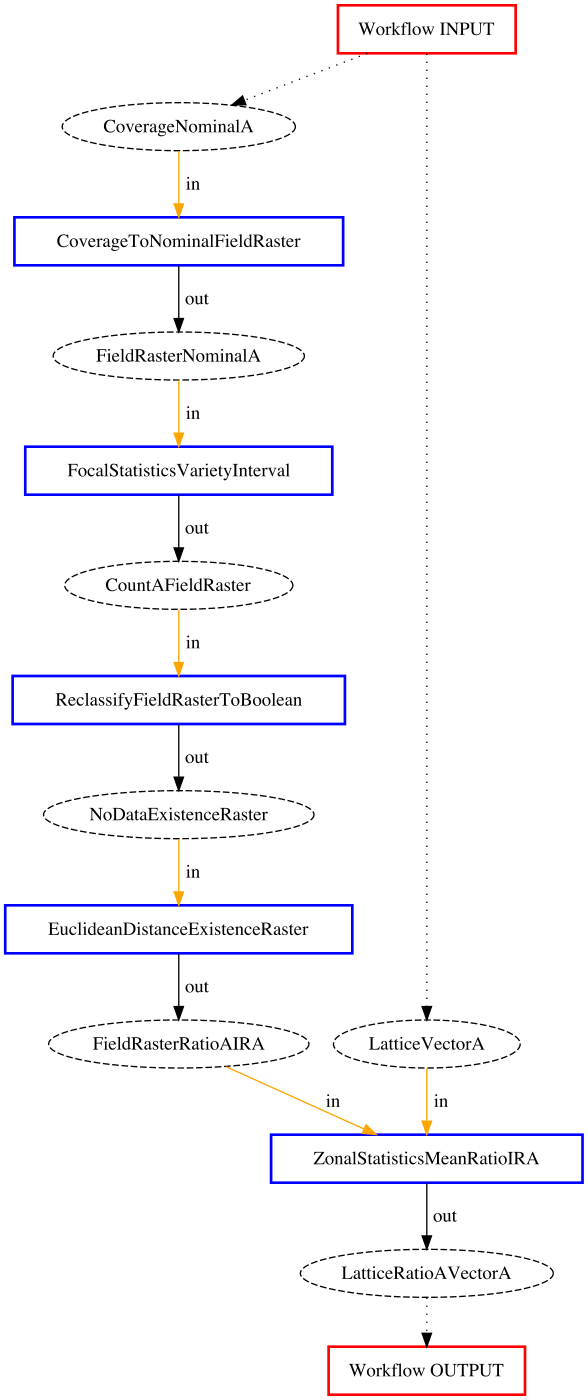 Workflow INPUT
CoverageNominalA
in
CoverageToNominalFieldRaster
out
FieldRasterNominalA
in
FocalStatisticsVarietyInterval
out
CountAFieldRaster
in
ReclassifyFieldRasterToBoolean
out
NoDataExistenceRaster
in
EuclideanDistanceExistenceRaster
out
FieldRasterRatioAIRA
LatticeVectorA
in
in
ZonalStatisticsMeanRatioIRA
out
LatticeRatioAVectorA
Workflow OUTPUT